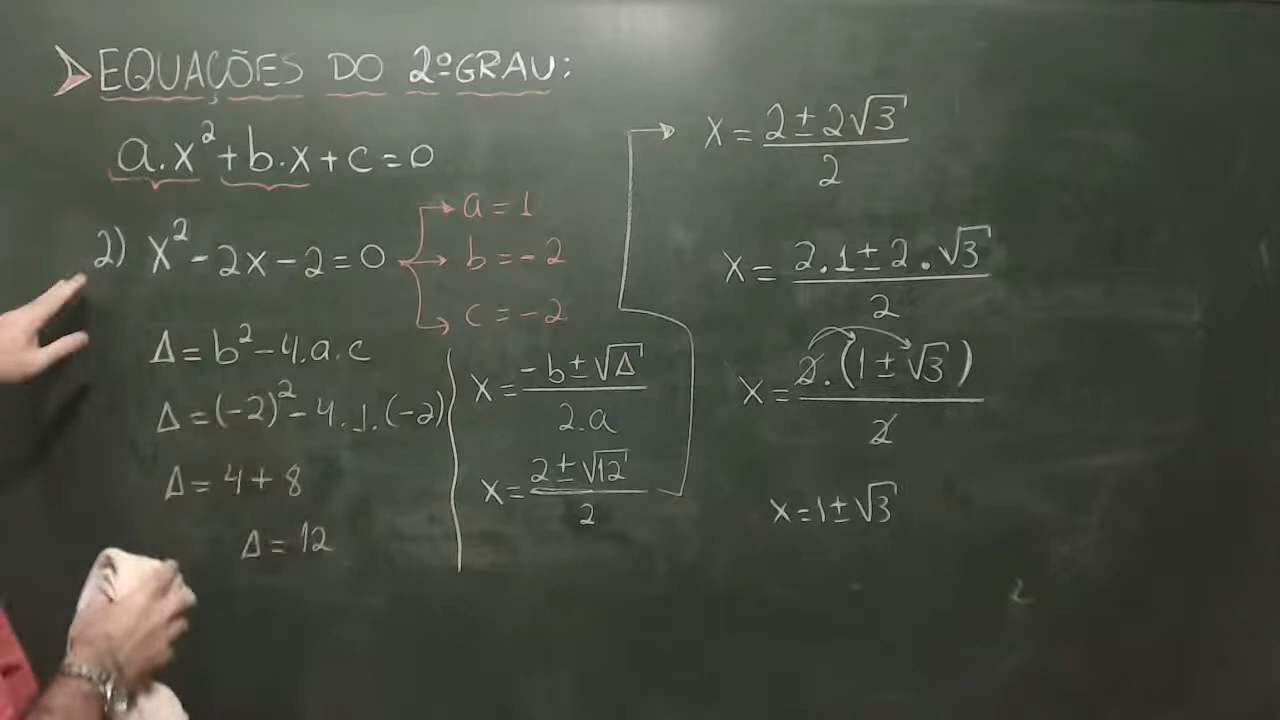 EQUAÇÕES DO 2º GRAU:
a.x² + b.x + c = 0
2) x² - 2x - 2 = 0
a = 1
b = -2
c = -2
Δ = b² - 4.a.c
Δ = (-2)² - 4.1.(-2)
Δ = 4 + 8
Δ = 12
x = (-b ± √Δ) / 2.a
x = (2 ± √12) / 2
x = (2 ± 2√3) / 2
x = (2.1 ± 2.√3) / 2
x = 2.(1 ± √3) / 2
x = 1 ± √3